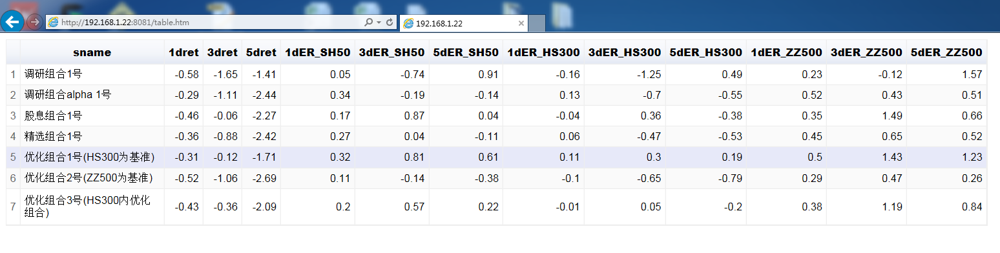 http://192.168.1.22:8081/table.htm
192.168.1.22
sname 1dret 3dret 5dret 1dER_SH50 3dER_SH50 5dER_SH50 1dER_HS300 3dER_HS300 5dER_HS300 1dER_ZZ500 3dER_ZZ500 5dER_ZZ500
1 调研组合1号 -0.58 -1.65 -1.41 0.05 -0.74 0.91 -0.16 -1.25 0.49 0.23 -0.12 1.57
2 调研组合alpha 1号 -0.29 -1.11 -2.44 0.34 -0.19 -0.14 0.13 -0.7 -0.55 0.52 0.43 0.51
3 股息组合1号 -0.46 -0.06 -2.27 0.17 0.87 0.04 -0.04 0.36 -0.38 0.35 1.49 0.66
4 精选组合1号 -0.36 -0.88 -2.42 0.27 0.04 -0.11 0.06 -0.47 -0.53 0.45 0.65 0.52
5 优化组合1号(HS300为基准) -0.31 -0.12 -1.71 0.32 0.81 0.61 0.11 0.3 0.19 0.5 1.43 1.23
6 优化组合2号(ZZ500为基准) -0.52 -1.06 -2.69 0.11 -0.14 -0.38 -0.1 -0.65 -0.79 0.29 0.47 0.26
7 优化组合3号(HS300内优化
组合) -0.43 -0.36 -2.09 0.2 0.57 0.22 -0.01 0.05 -0.2 0.38 1.19 0.84